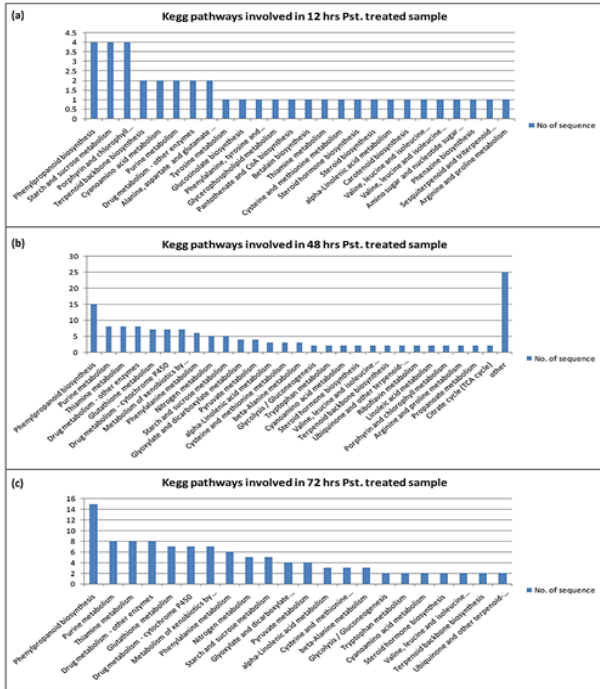 (a)
Kegg pathways involved in 12 hrs Pst. treated sample
4.5
4
3.5
3
2.5
2
1.5
1
0.5
0
Phenylpropanoid biosynthesis
Starch and sucrose metabolism
Porphyrin and chlorophyll...
Terpenoid backbone biosynthesis
Cyanoamino acid metabolism
Purine metabolism
Drug metabolism - other enzymes
Alanine, aspartate and glutamate
Tyrosine metabolism
Glucosinolate biosynthesis
Phenylalanine, tyrosine and...
Glycerophospholipid metabolism
Pantothenate and CoA biosynthesis
Betalain biosynthesis
Thiamine metabolism
Cysteine and methionine metabolism
Steroid hormone biosynthesis
Steroid biosynthesis
alpha-Linolenic acid metabolism
Carotenoid biosynthesis
Valine, leucine and isoleucine...
Valine, leucine and isoleucine...
Amino sugar and nucleotide sugar...
Phenazine biosynthesis
Sesquiterpenoid and triterpenoid...
Arginine and proline metabolism
No of sequence
(b)
Kegg pathways involved in 48 hrs Pst. treated sample
30
25
20
15
10
5
0
Phenylpropanoid biosynthesis
Purine metabolism
Thiamine metabolism
Drug metabolism - other enzymes
Glutathione metabolism
Drug metabolism - cytochrome P450
Metabolism of xenobiotics by...
Phenylalanine metabolism
Nitrogen metabolism
Starch and sucrose metabolism
Glyoxylate and dicarboxylate metabolism
Pyruvate metabolism
alpha-Linolenic acid metabolism
Cysteine and methionine metabolism
beta-Alanine metabolism
Glycolysis / Gluconeogenesis
Tryptophan metabolism
Cyanoamino acid metabolism
Steroid hormone biosynthesis
Valine, leucine and isoleucine...
Terpenoid backbone biosynthesis
Ubiquinone and other terpenoid-...
Riboflavin metabolism
Linoleic acid metabolism
Porphyrin and chlorophyll metabolism
Arginine and proline metabolism
Propanoate metabolism
Citrate cycle (TCA cycle)
other
No. of sequence
(c)
Kegg pathways involved in 72 hrs Pst. treated sample
16
14
12
10
8
6
4
2
0
Phenylpropanoid biosynthesis
Purine metabolism
Thiamine metabolism
Drug metabolism - other enzymes
Glutathione metabolism
Drug metabolism - cytochrome P450
Metabolism of xenobiotics by...
Phenylalanine metabolism
Nitrogen metabolism
Starch and sucrose metabolism
Glyoxylate and dicarboxylate...
Pyruvate metabolism
alpha-Linolenic acid metabolism
Cysteine and methionine...
beta-Alanine metabolism
Glycolysis / Gluconeogenesis
Tryptophan metabolism
Cyanoamino acid metabolism
Steroid hormone biosynthesis
Valine, leucine and isoleucine...
Terpenoid backbone biosynthesis
Ubiquinone and other terpenoid-...
No. of sequence